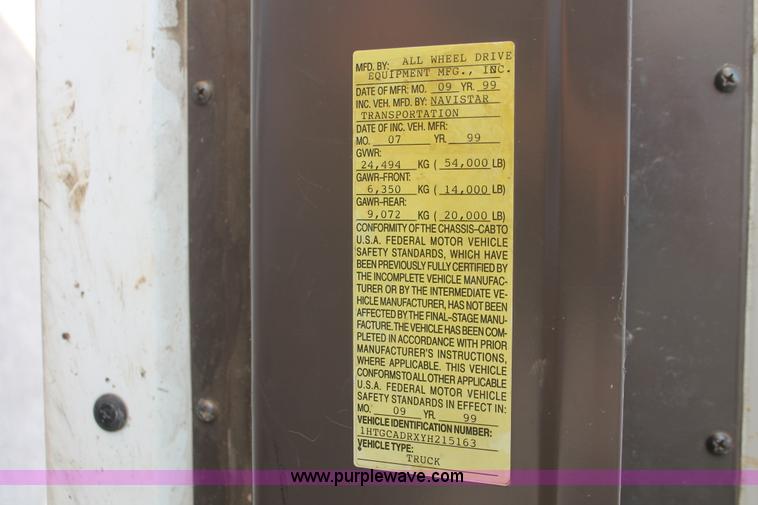 MFD. BY: ALL WHEEL DRIVE
EQUIPMENT MFG., INC.
DATE OF MFR: MO. 09 YR. 99
INC. VEH. MFD. BY: NAVISTAR
TRANSPORTATION
DATE OF INC. VEH. MFR:
MO. 07 YR. 99
GVWR:
24,494 KG ( 54,000 LB)
GAWR-FRONT:
6,350 KG ( 14,000 LB)
GAWR-REAR:
9,072 KG ( 20,000 LB)
CONFORMITY OF THE CHASSIS-CAB TO
U.S.A. FEDERAL MOTOR VEHICLE
SAFETY STANDARDS, WHICH HAVE
BEEN PREVIOUSLY FULLY CERTIFIED BY
THE INCOMPLETE VEHICLE MANUFAC-
TURER OR BY THE INTERMEDIATE VE-
HICLE MANUFACTURER, HAS NOT BEEN
AFFECTED BY THE FINAL-STAGE MANU-
FACTURE. THE VEHICLE HAS BEEN COM-
PLETED IN ACCORDANCE WITH PRIOR
MANUFACTURER'S INSTRUCTIONS,
WHERE APPLICABLE. THIS VEHICLE
CONFORMS TO ALL OTHER APPLICABLE
U.S.A. FEDERAL MOTOR VEHICLE
SAFETY STANDARDS IN EFFECT IN:
MO. 09 YR. 99
VEHICLE IDENTIFICATION NUMBER:
1HTGCADRXYH215163
VEHICLE TYPE:
TRUCK
www.purplewave.com